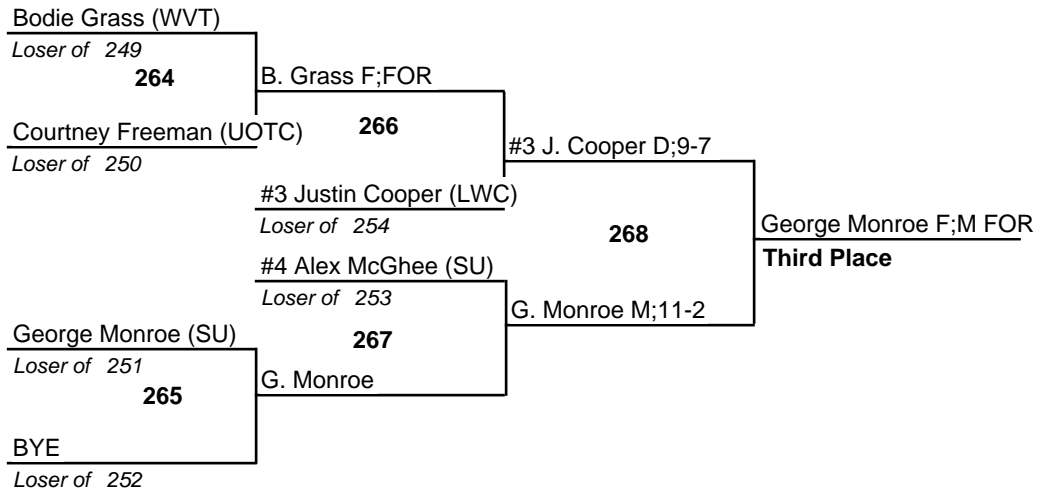 Bodie Grass (WVT)
Loser of 249
264
B. Grass F;FOR
Courtney Freeman (UOTC)
Loser of 250
266
#3 J. Cooper D;9-7
#3 Justin Cooper (LWC)
Loser of 254
268
George Monroe F;M FOR
Third Place
#4 Alex McGhee (SU)
Loser of 253
G. Monroe M;11-2
George Monroe (SU)
Loser of 251
267
265
G. Monroe
BYE
Loser of 252